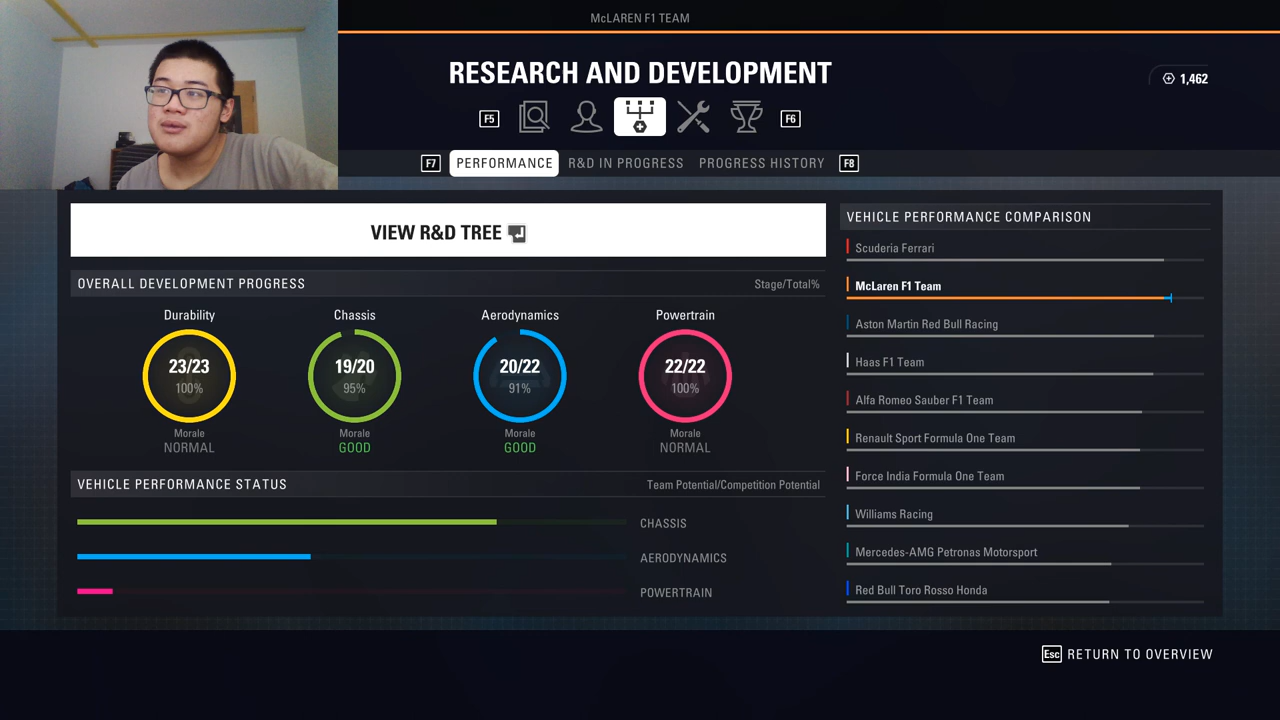 McLAREN F1 TEAM
RESEARCH AND DEVELOPMENT
1,462
F5
F6
F7
PERFORMANCE
R&D IN PROGRESS
PROGRESS HISTORY
F8
VIEW R&D TREE
OVERALL DEVELOPMENT PROGRESS
Stage/Total%
Durability
Chassis
Aerodynamics
Powertrain
23/23
19/20
20/22
22/22
100%
95%
91%
100%
Morale
Morale
Morale
Morale
NORMAL
GOOD
GOOD
NORMAL
VEHICLE PERFORMANCE STATUS
Team Potential/Competition Potential
CHASSIS
AERODYNAMICS
POWERTRAIN
VEHICLE PERFORMANCE COMPARISON
Scuderia Ferrari
McLaren F1 Team
Aston Martin Red Bull Racing
Haas F1 Team
Alfa Romeo Sauber F1 Team
Renault Sport Formula One Team
Force India Formula One Team
Williams Racing
Mercedes-AMG Petronas Motorsport
Red Bull Toro Rosso Honda
Esc RETURN TO OVERVIEW